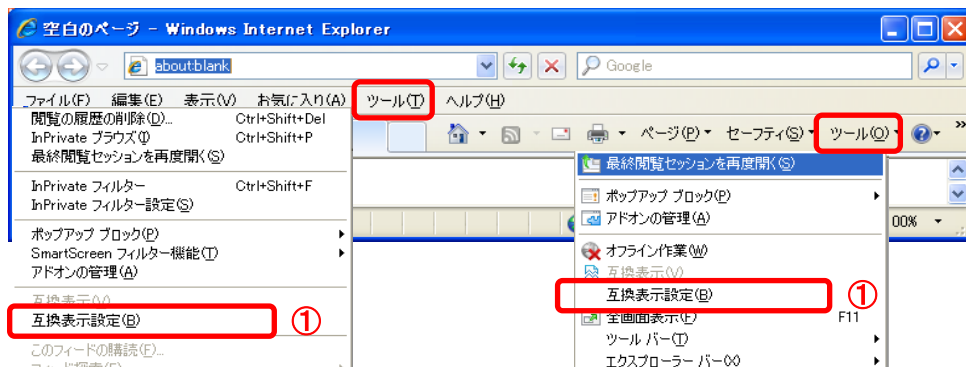 空白のページ - Windows Internet Explorer
about:blank
Google
ファイル(F) 編集(E) 表示(V) お気に入り(A) ツール(T) ヘルプ(H)
ページ(P) セーフティ(S) ツール(O) »
閲覧の履歴の削除(D)... Ctrl+Shift+Del
InPrivate ブラウズ(I) Ctrl+Shift+P
最終閲覧セッションを再度開く(S)
InPrivate フィルター Ctrl+Shift+F
InPrivate フィルター設定(S)
ポップアップ ブロック(P)
SmartScreen フィルター機能(T)
アドオンの管理(A)
互換表示(V)
互換表示設定(B) ①
このフィードの購読(F)...
フィード探索(E)
最終閲覧セッションを再度開く(S)
ポップアップ ブロック(P)
アドオンの管理(A)
00%
オフライン作業(W)
互換表示(V)
互換表示設定(B) ①
全画面表示(F) F11
ツール バー(T)
エクスプローラー バー(X)